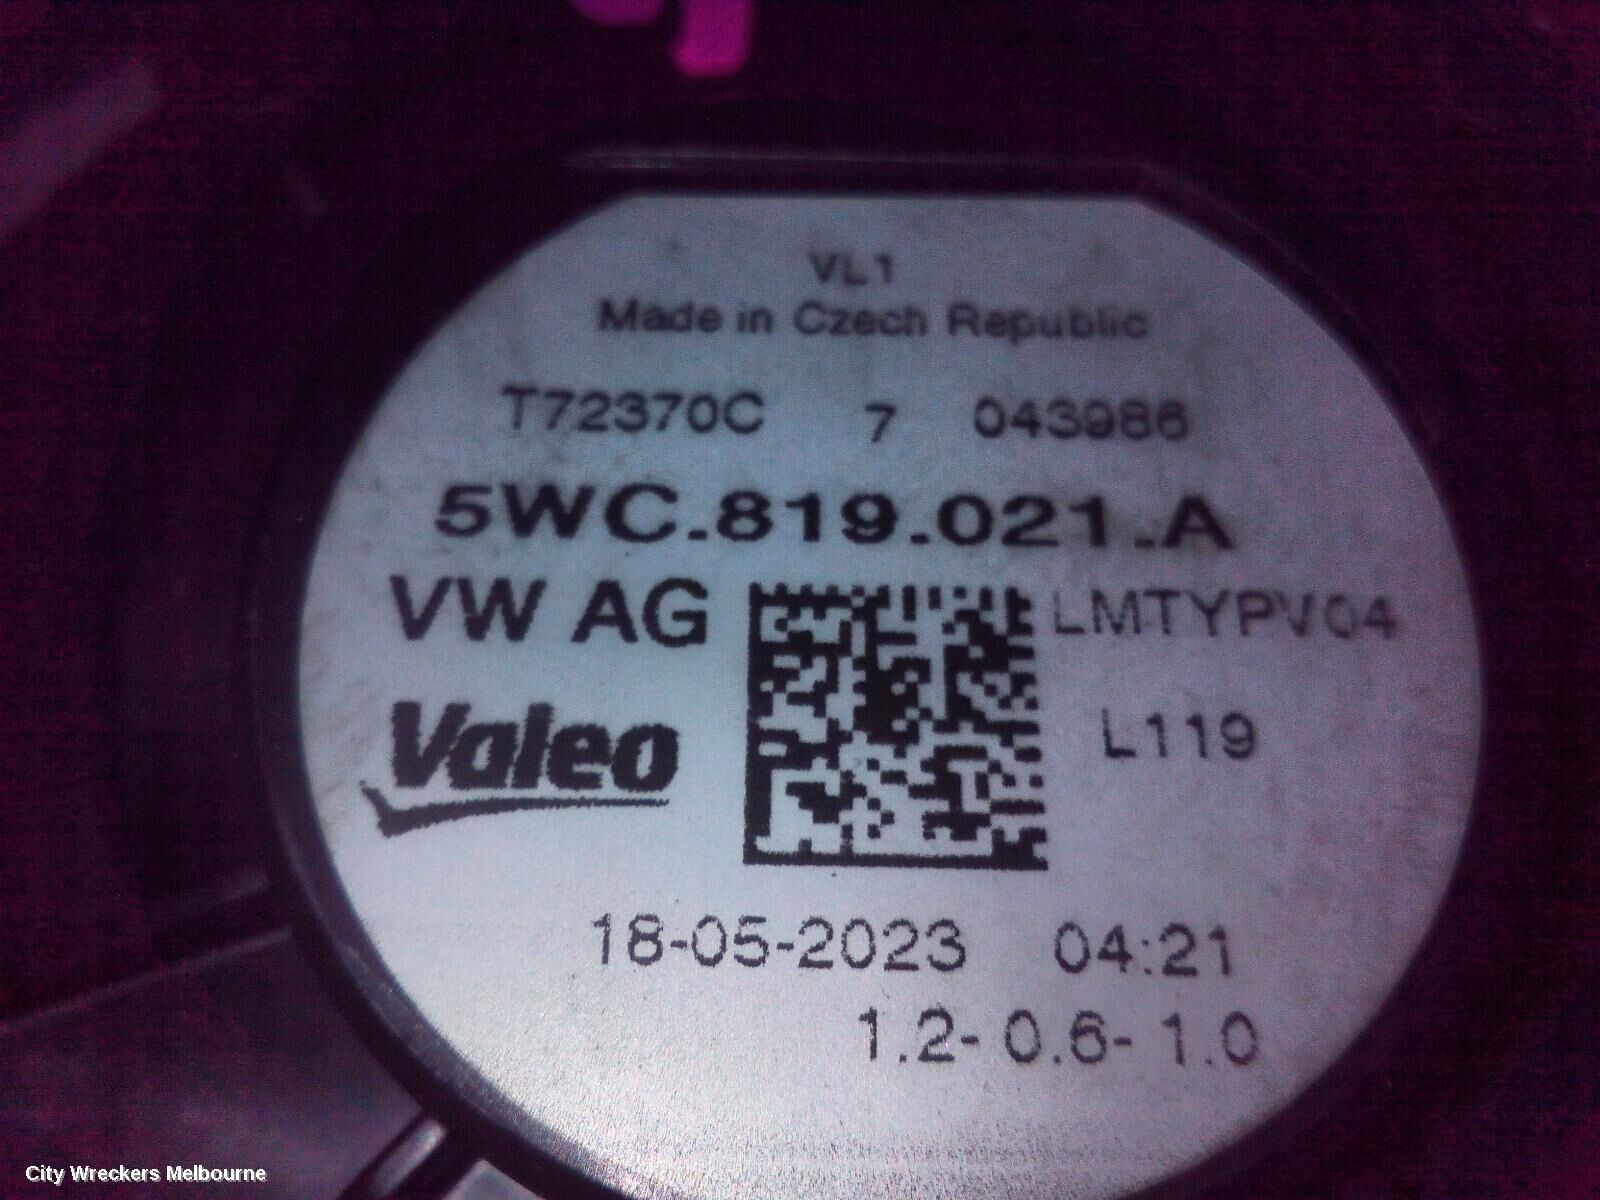 VL1
Made in Czech Republic
T72370C 7 043986
5WC.819.021.A
VW AG LMTYPV04
Valeo L119
18-05-2023 04:21
1.2- 0.6- 1.0
City Wreckers Melbourne